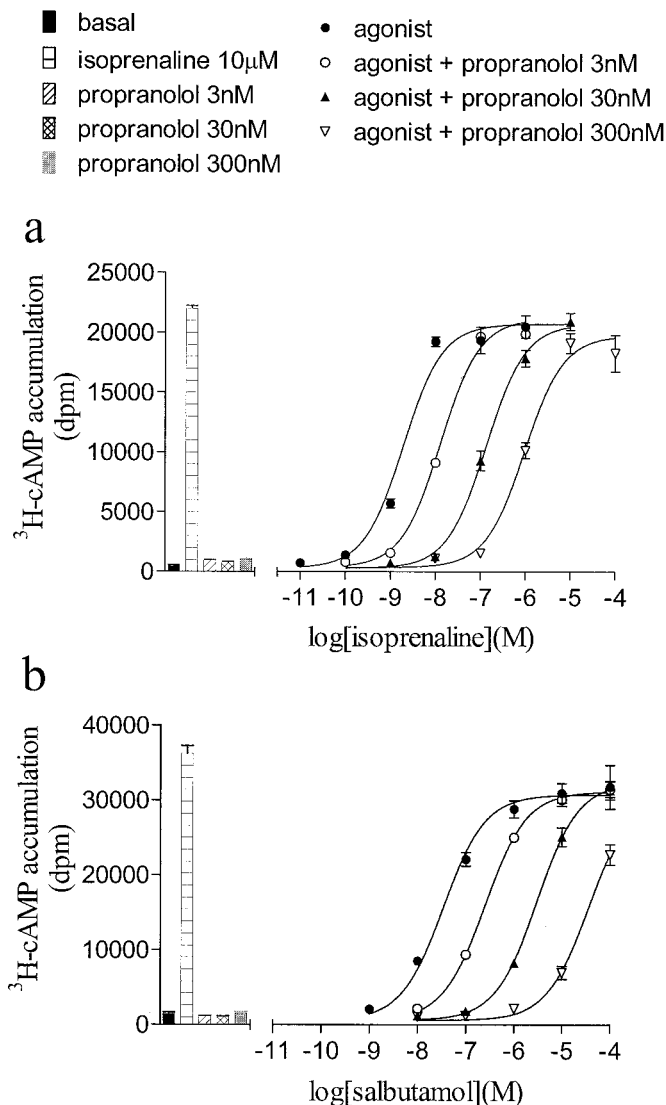 basal
isoprenaline 10μM
propranolol 3nM
propranolol 30nM
propranolol 300nM
agonist
agonist + propranolol 3nM
agonist + propranolol 30nM
agonist + propranolol 300nM
a
³H-cAMP accumulation
(dpm)
25000
20000
15000
10000
5000
0
-11 -10 -9 -8 -7 -6 -5 -4
log[isoprenaline](M)
b
³H-cAMP accumulation
(dpm)
40000
30000
20000
10000
0
-11 -10 -9 -8 -7 -6 -5 -4
log[salbutamol](M)